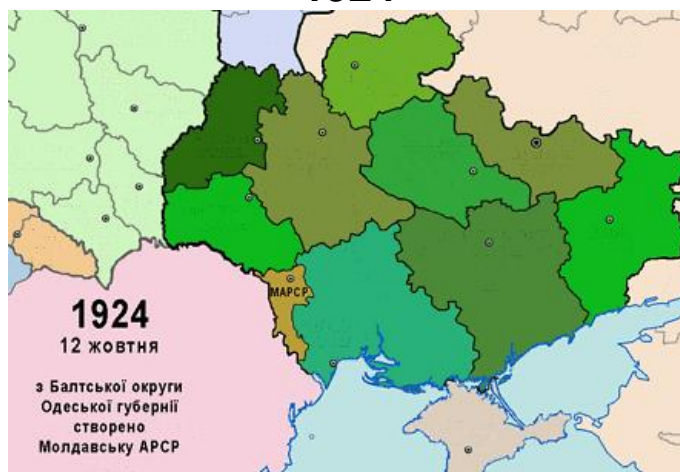 МАРСР
1924
12 жовтня
з Балтської округи
Одеської губернії
створено
Молдавську АРСР